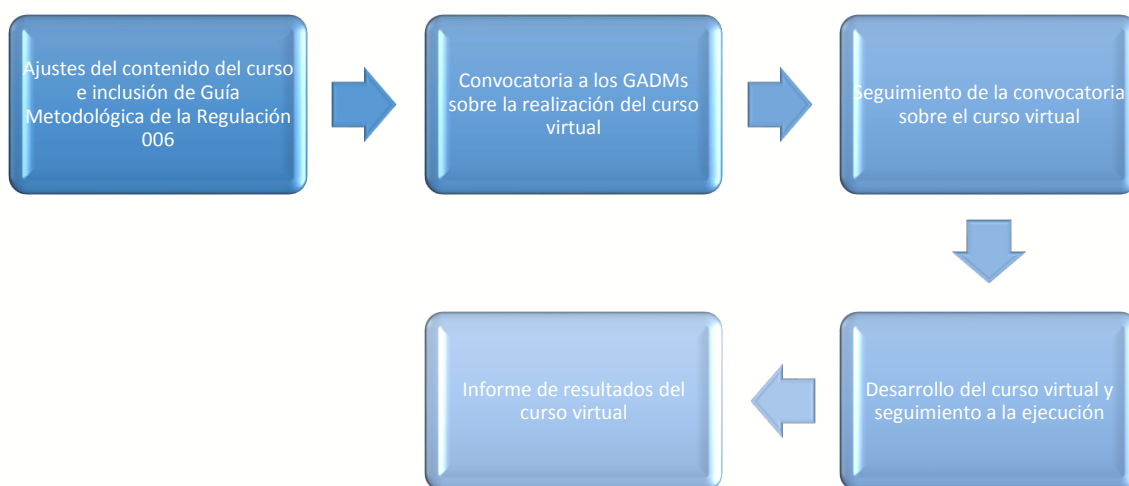 Ajustes del contenido del curso
e inclusión de Guía
Metodológica de la Regulación
006
Convocatoria a los GADMs
sobre la realización del curso
virtual
Seguimiento de la convocatoria
sobre el curso virtual
Desarrollo del curso virtual y
seguimiento a la ejecución
Informe de resultados del
curso virtual